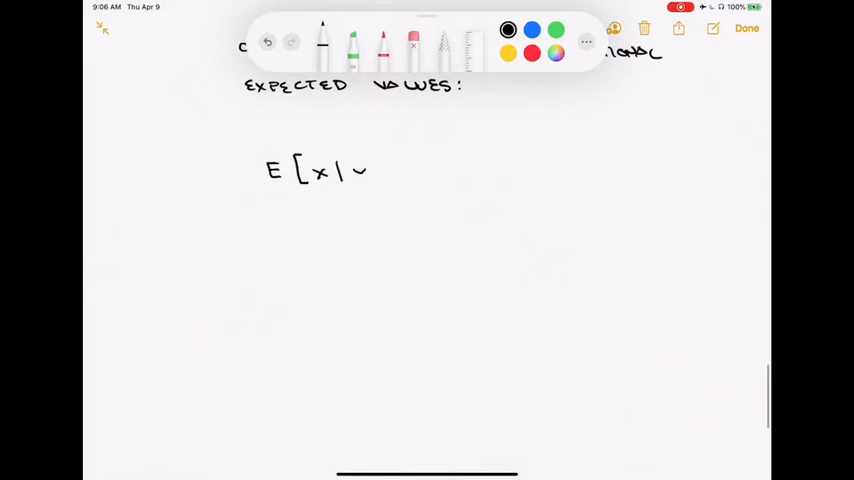 9:06 AM Thu Apr 9
100%
Done
EXPECTED VALUES:
E [x |